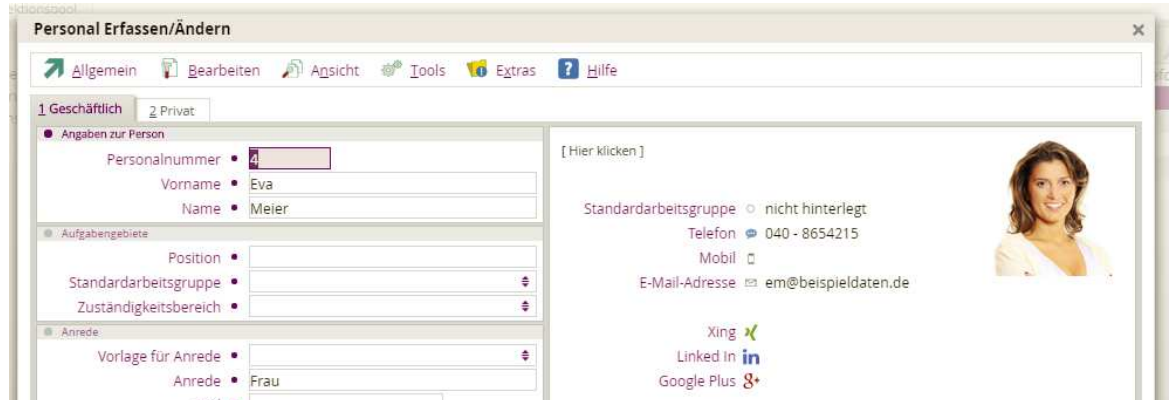 ektionspool
Personal Erfassen/Ändern
Allgemein Bearbeiten Ansicht Tools Extras Hilfe
1 Geschäftlich 2 Privat
Angaben zur Person
Personalnummer 4
Vorname Eva
Name Meier
Aufgabengebiete
Position
Standardarbeitsgruppe
Zuständigkeitsbereich
Anrede
Vorlage für Anrede
Anrede Frau
[ Hier klicken ]
Standardarbeitsgruppe nicht hinterlegt
Telefon 040 - 8654215
Mobil
E-Mail-Adresse em@beispieldaten.de
Xing
Linked In in
Google Plus g+